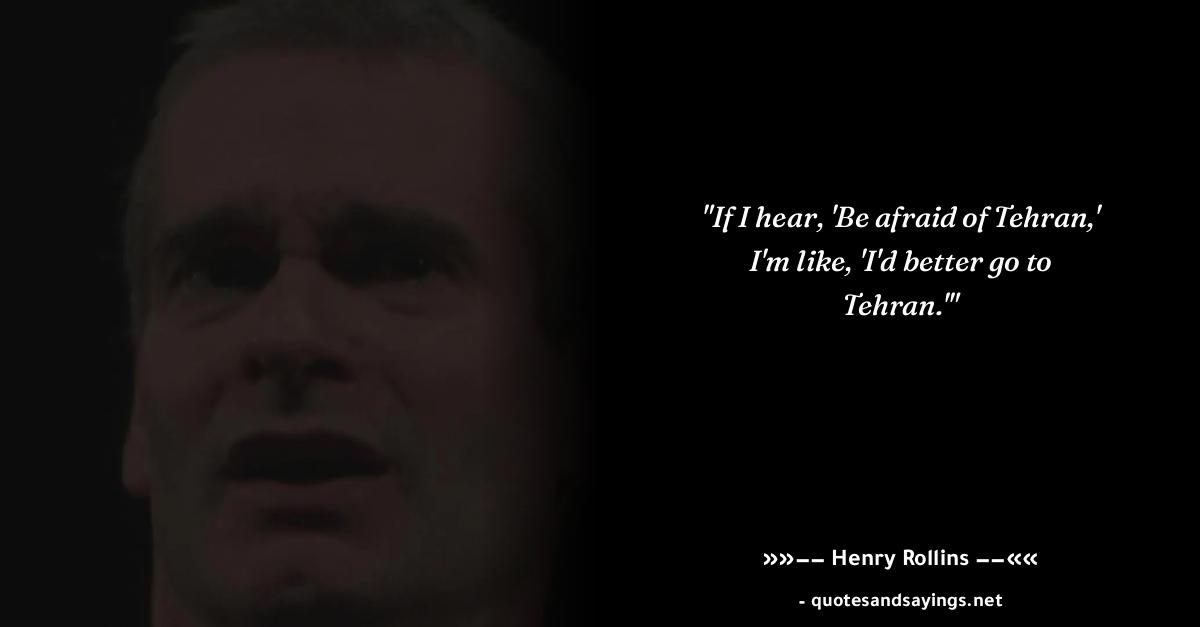 "If I hear, 'Be afraid of Tehran,'
I'm like, 'I'd better go to
Tehran.'"
»»−− Henry Rollins −−««
- quotesandsayings.net